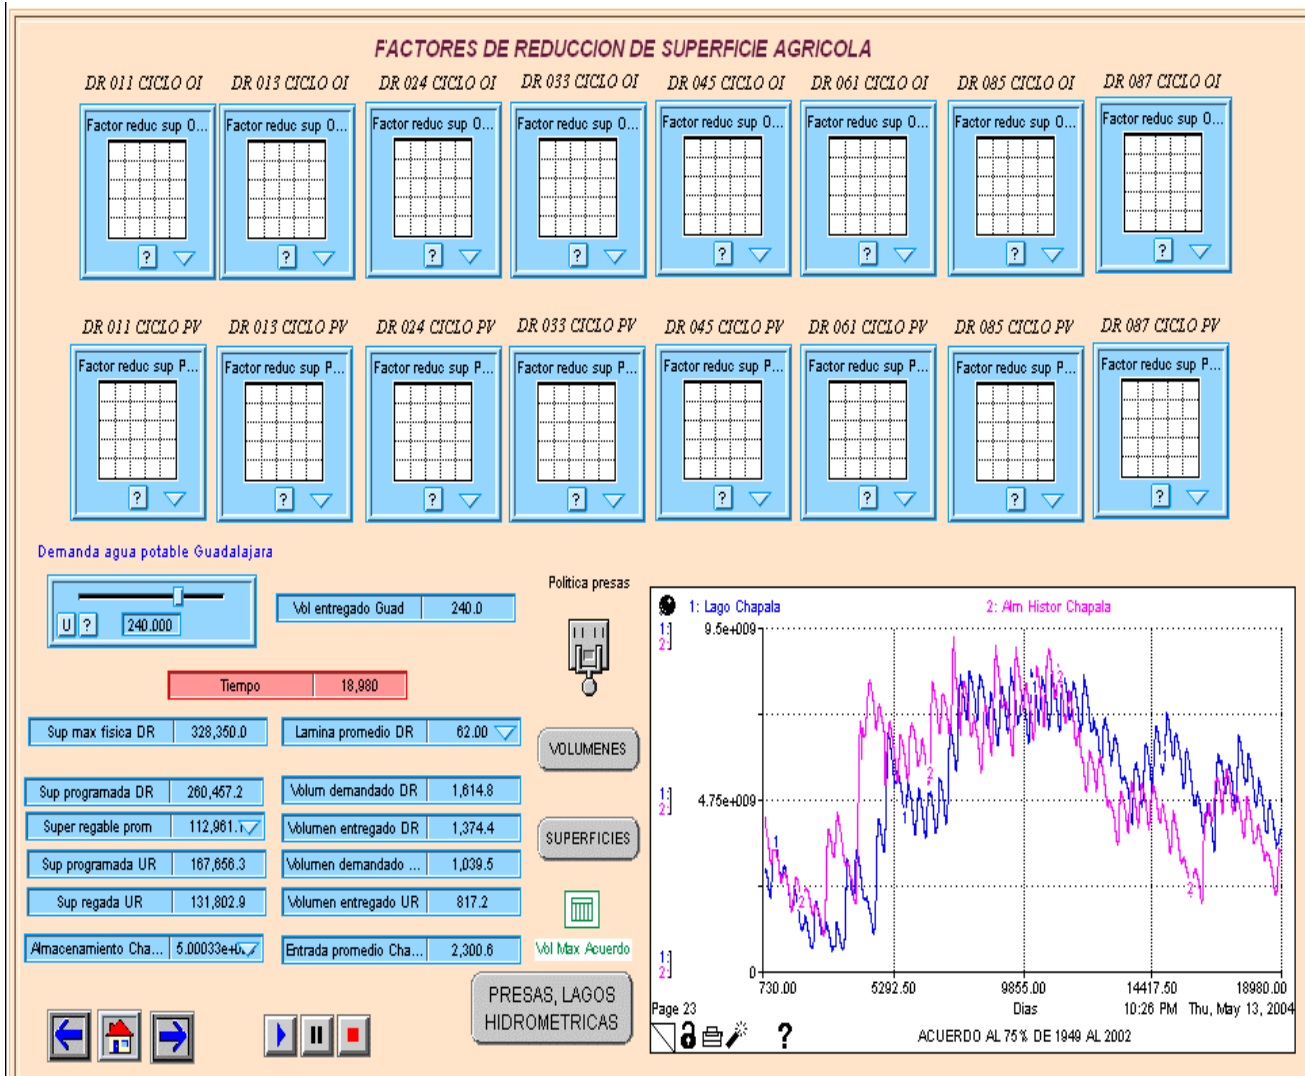 FACTORES DE REDUCCION DE SUPERFICIE AGRICOLA
DR 011 CICLO OI DR 013 CICLO OI DR 024 CICLO OI DR 033 CICLO OI DR 045 CICLO OI DR 061 CICLO OI DR 085 CICLO OI DR 087 CICLO OI
Factor reduc sup O... Factor reduc sup O... Factor reduc sup O... Factor reduc sup O... Factor reduc sup O... Factor reduc sup O... Factor reduc sup O... Factor reduc sup O...
? ? ? ? ? ? ? ?
DR 011 CICLO PV DR 013 CICLO PV DR 024 CICLO PV DR 033 CICLO PV DR 045 CICLO PV DR 061 CICLO PV DR 085 CICLO PV DR 087 CICLO PV
Factor reduc sup P... Factor reduc sup P... Factor reduc sup P... Factor reduc sup P... Factor reduc sup P... Factor reduc sup P... Factor reduc sup P... Factor reduc sup P...
? ? ? ? ? ? ? ?
Demanda agua potable Guadalajara
U ? 240.000
Vol entregado Guad 240.0
Tiempo 18,980
Sup max fisica DR 328,350.0
Lamina promedio DR 62.00
Sup programada DR 260,457.2
Volum demandado DR 1,614.8
Super regable prom 112,961.
Volumen entregado DR 1,374.4
Sup programada UR 167,656.3
Volumen demandado ... 1,039.5
Sup regada UR 131,802.9
Volumen entregado UR 817.2
Almacenamiento Cha... 5.00033e+0
Entrada promedio Cha... 2,300.6
Politica presas
VOLUMENES
SUPERFICIES
Vol Max Acuerdo
PRESAS, LAGOS
HIDROMETRICAS
1: Lago Chapala 2: Alm Histor Chapala
1:
2:
9.5e+009
1:
2:
4.75e+009
1:
2:
0
730.00 5292.50 9855.00 14417.50 18980.00
Page 23 Dias 10:26 PM Thu, May 13, 2004
? ACUERDO AL 75% DE 1949 AL 2002